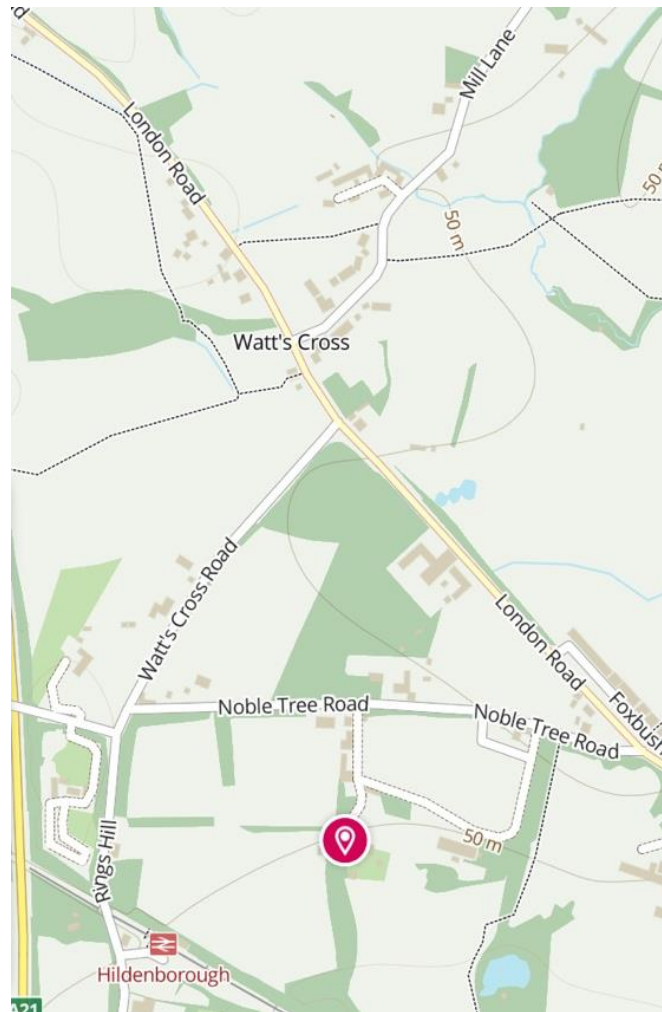 d
London Road
Mill Lane
50 m
50
Watt's Cross
Watt's Cross Road
London Road
Noble Tree Road
Noble Tree Road
Foxbush
50 m
Rings Hill
Hildenborough
A21